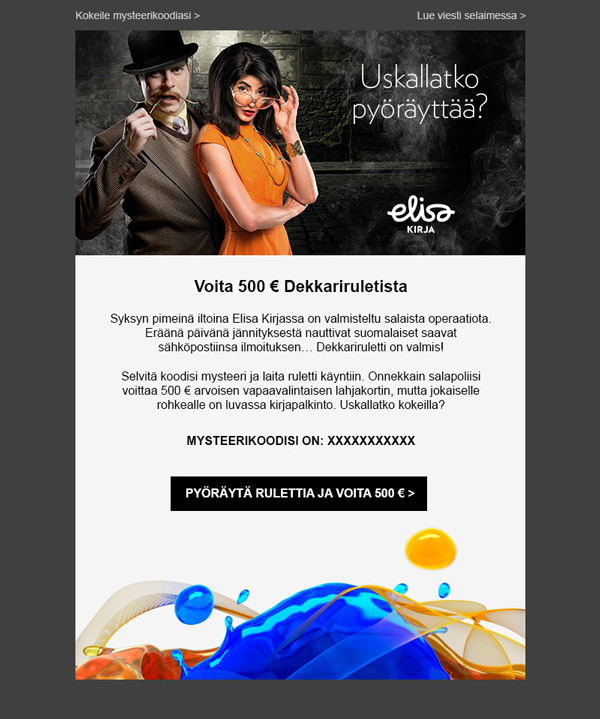 Kokeile mysteerikoodiasi >
Lue viesti selaimessa >
Uskallatko
pyöräyttää?
elisa
KIRJA
Voita 500 € Dekkariruletista
Syksyn pimeinä iltoina Elisa Kirjassa on valmisteltu salaista operaatiota.
Eräänä päivänä jännityksestä nauttivat suomalaiset saavat
sähköpostiinsa ilmoituksen… Dekkariruletti on valmis!
Selvitä koodisi mysteeri ja laita ruletti käyntiin. Onnekkain salapoliisi
voittaa 500 € arvoisen vapaavalintaisen lahjakortin, mutta jokaiselle
rohkealle on luvassa kirjapalkinto. Uskallatko kokeilla?
MYSTEERIKOODISI ON: XXXXXXXXXXX
PYÖRÄYTÄ RULETTIA JA VOITA 500 € >